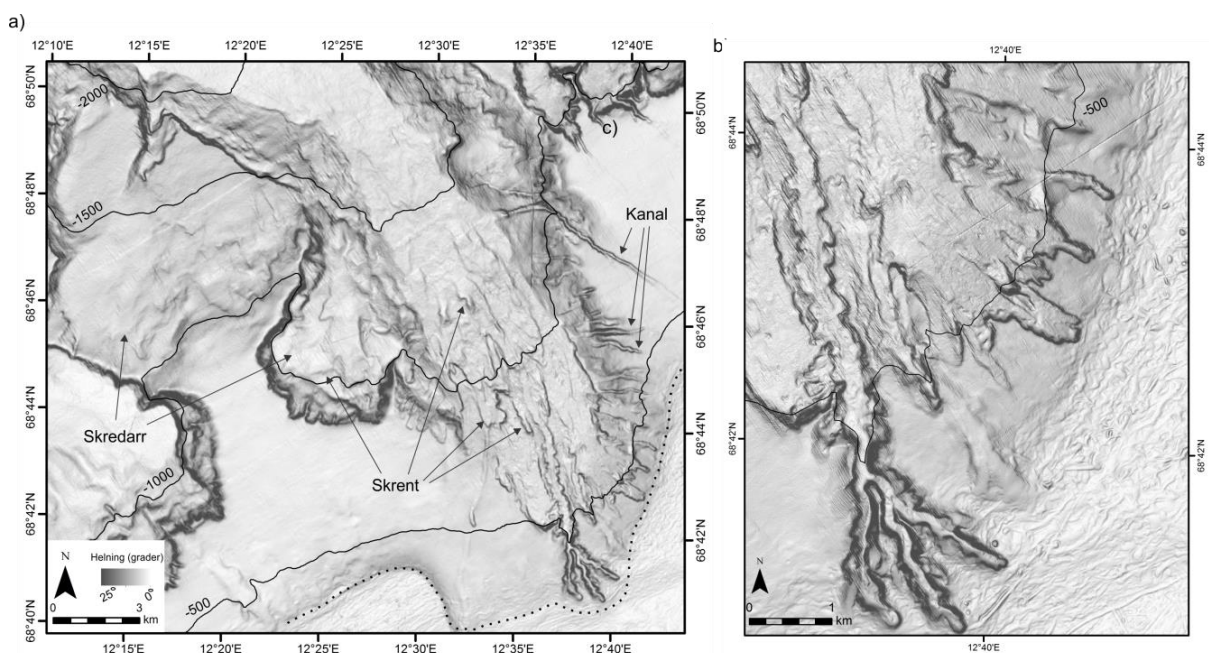 a)
12°10'E 12°15'E 12°20'E 12°25'E 12°30'E 12°35'E 12°40'E
68°50'N
68°48'N
68°46'N
68°44'N
68°42'N
68°40'N
-2000
-1500
-1000
-500
c)
Kanal
Skredarr
Skrent
68°50'N
68°48'N
68°46'N
68°44'N
68°42'N
N
Helning (grader)
25° 0°
0 3
km
12°15'E 12°20'E 12°25'E 12°30'E 12°35'E 12°40'E
b
12°40'E
-500
68°44'N
68°42'N
68°44'N
68°42'N
N
0 1
km
12°40'E